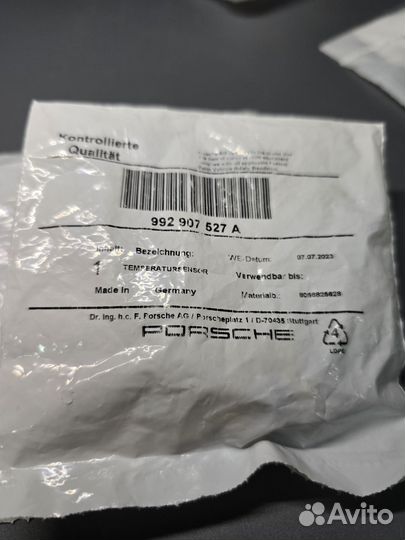 Kontrollierte
Qualität
992 907 527 A
Inhalt: Bezeichnung: WE-Datum: 07.07.2023
1 TEMPERATURSENSOR Verwendbar bis:
Made in Germany Materialo.:
Dr. Ing. h.c. F. Porsche AG / Porscheplatz 1 / D-70435 Stuttgart
PORSCHE
4
LDPE
Avito